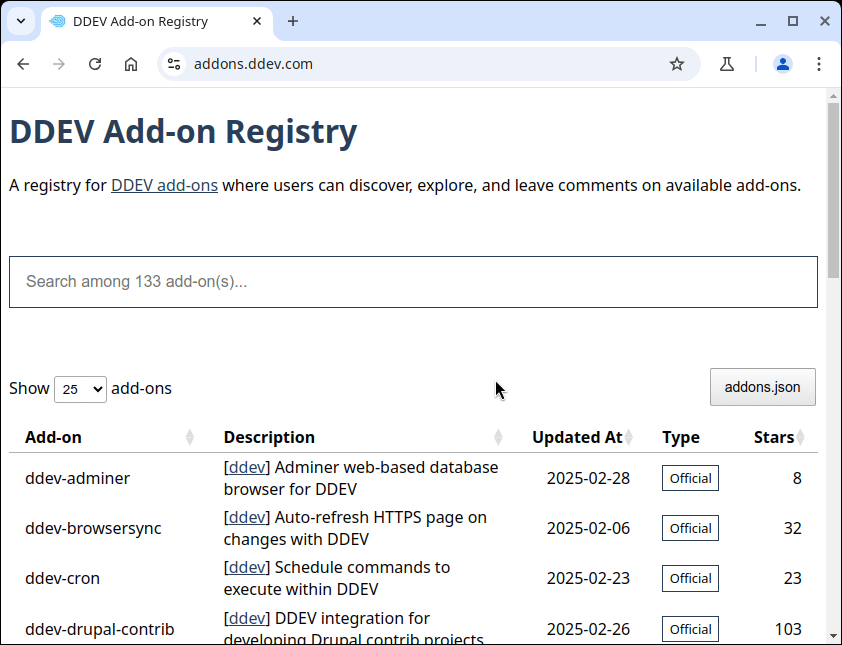 DDEV Add-on Registry
addons.ddev.com
DDEV Add-on Registry
A registry for DDEV add-ons where users can discover, explore, and leave comments on available add-ons.
Search among 133 add-on(s)...
Show 25 add-ons
addons.json
Add-on Description Updated At Type Stars
ddev-adminer [ddev] Adminer web-based database 2025-02-28 Official 8
browser for DDEV
ddev-browsersync [ddev] Auto-refresh HTTPS page on 2025-02-06 Official 32
changes with DDEV
ddev-cron [ddev] Schedule commands to 2025-02-23 Official 23
execute within DDEV
ddev-drupal-contrib [ddev] DDEV integration for 2025-02-26 Official 103
developing Drupal contrib projects